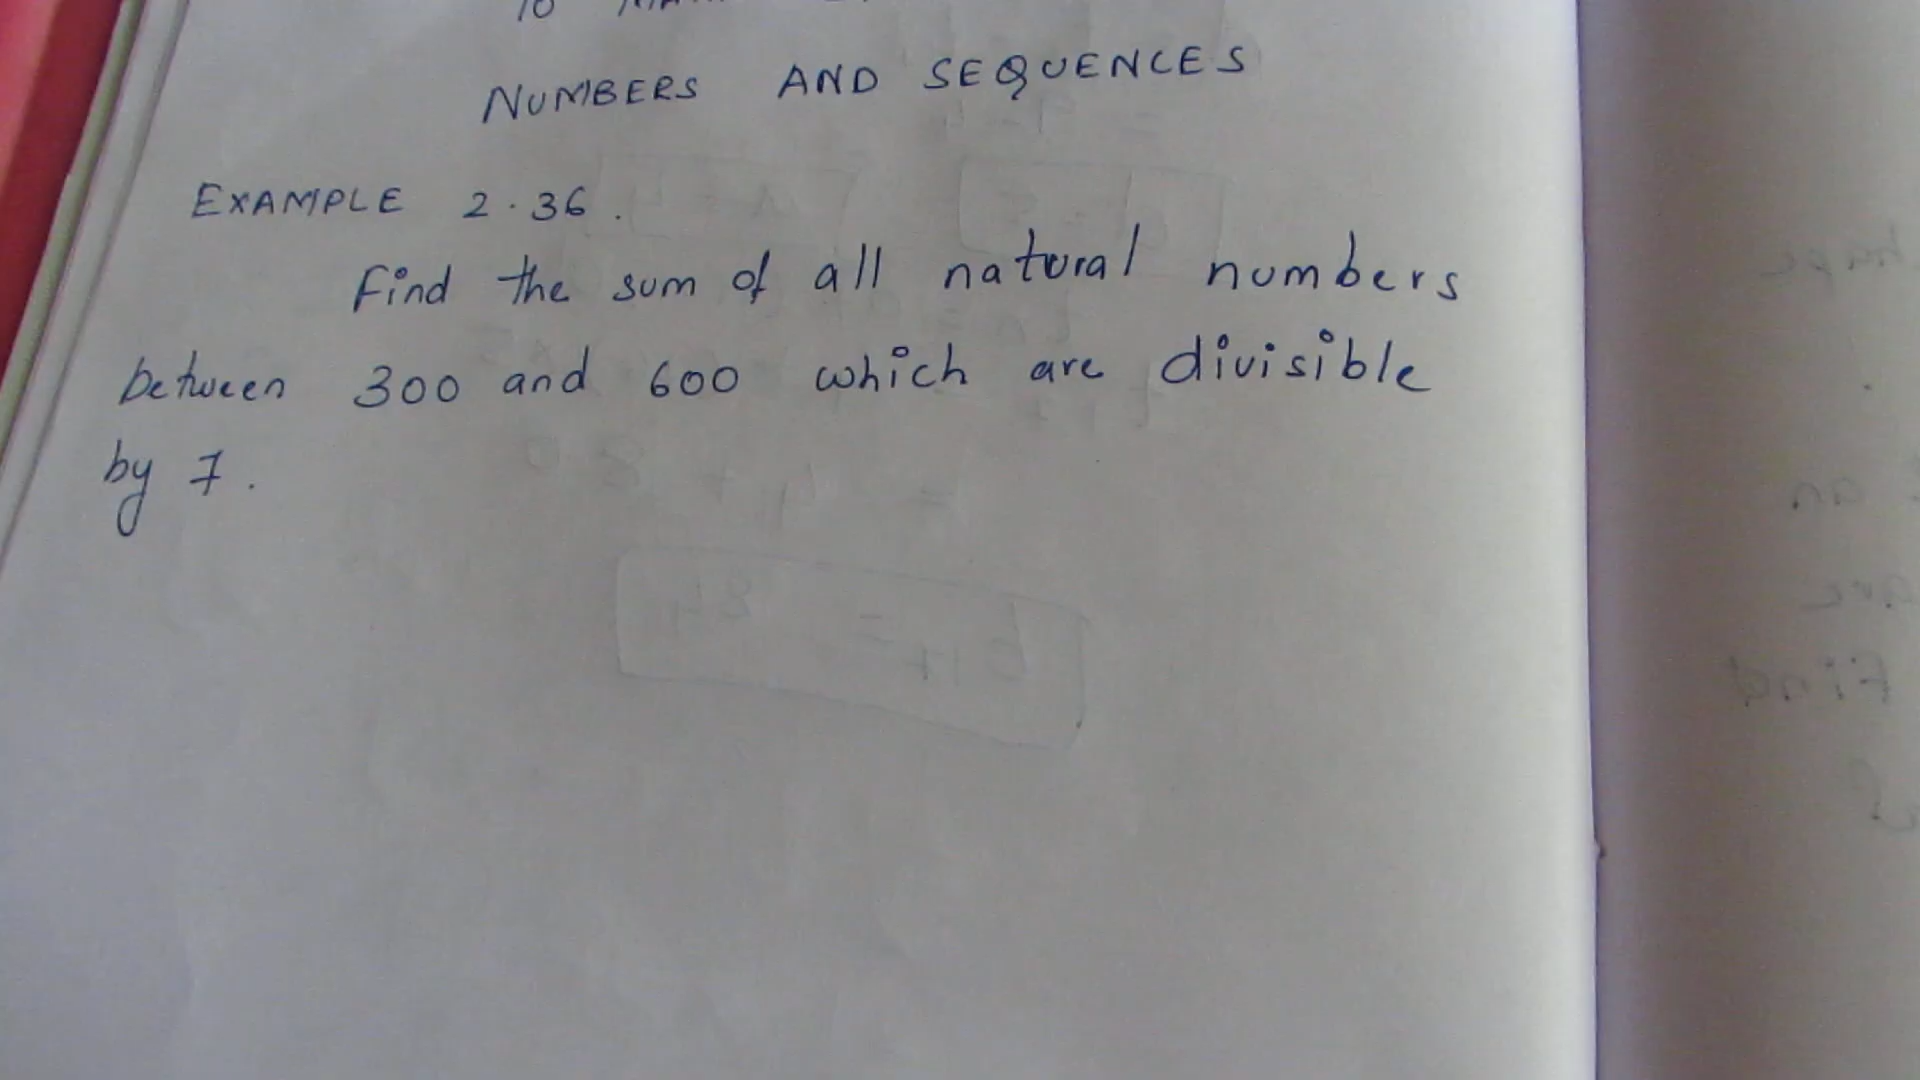 10
NUMBERS AND SEQUENCES
EXAMPLE 2.36.
Find the sum of all natural numbers
between 300 and 600 which are divisible
by 7.